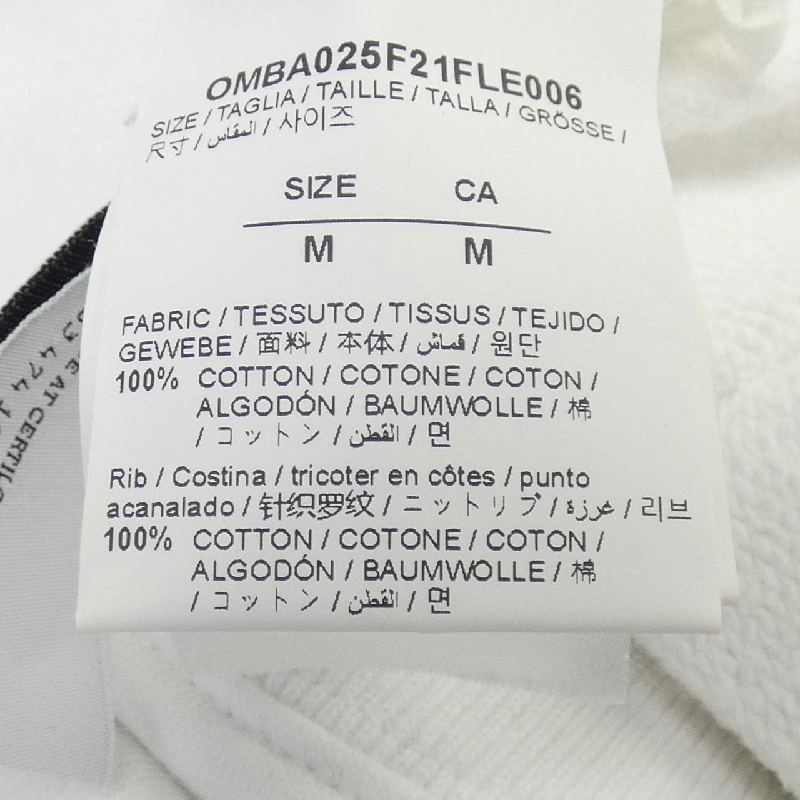 OMBA025F21FLE006
SIZE / TAGLIA / TAILLE / TALLA / GRÖSSE /
尺寸 / المقاس / 사이즈
SIZE CA
M M
FABRIC / TESSUTO / TISSUS / TEJIDO /
GEWEBE / 面料 / 本体 / قماش / 원단
100% COTTON / COTONE / COTON /
ALGODÓN / BAUMWOLLE / 棉
/ コットン / القطن / 면
Rib / Costina / tricoter en côtes / punto
acanalado / 针织罗纹 / ニットリブ / غرزة / 리브
100% COTTON / COTONE / COTON /
ALGODÓN / BAUMWOLLE / 棉
/ コットン / القطن / 면